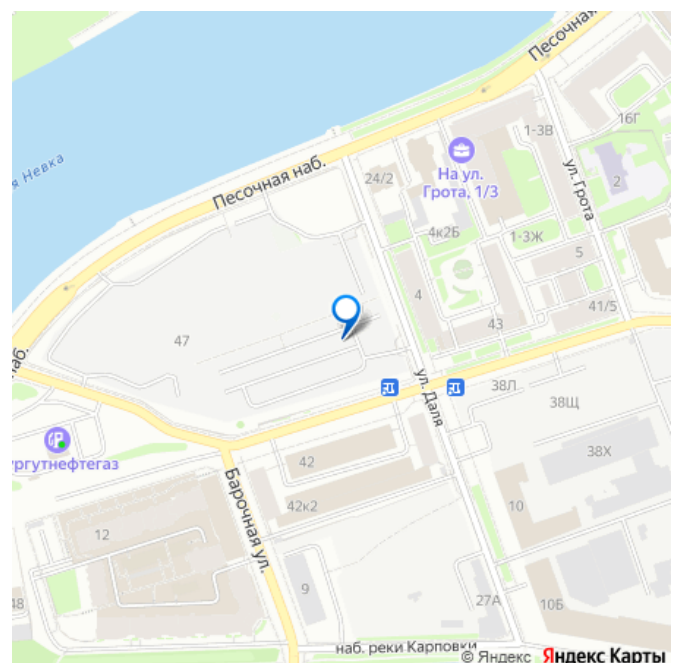 Песочная
16Г
1-3В
На ул.
Грота, 1/3
ул. Грота
2
я Невка
24/2
Песочная наб.
4к2Б
1-3Ж
5
4
41/5
43
47
наб.
ул. Даля
38Л
38Щ
ургутнефтегаз
42
38Х
Барочная ул.
42к2
10
12
9
48
27А
10Б
наб. реки Карповки
© Яндекс Яндекс Карты